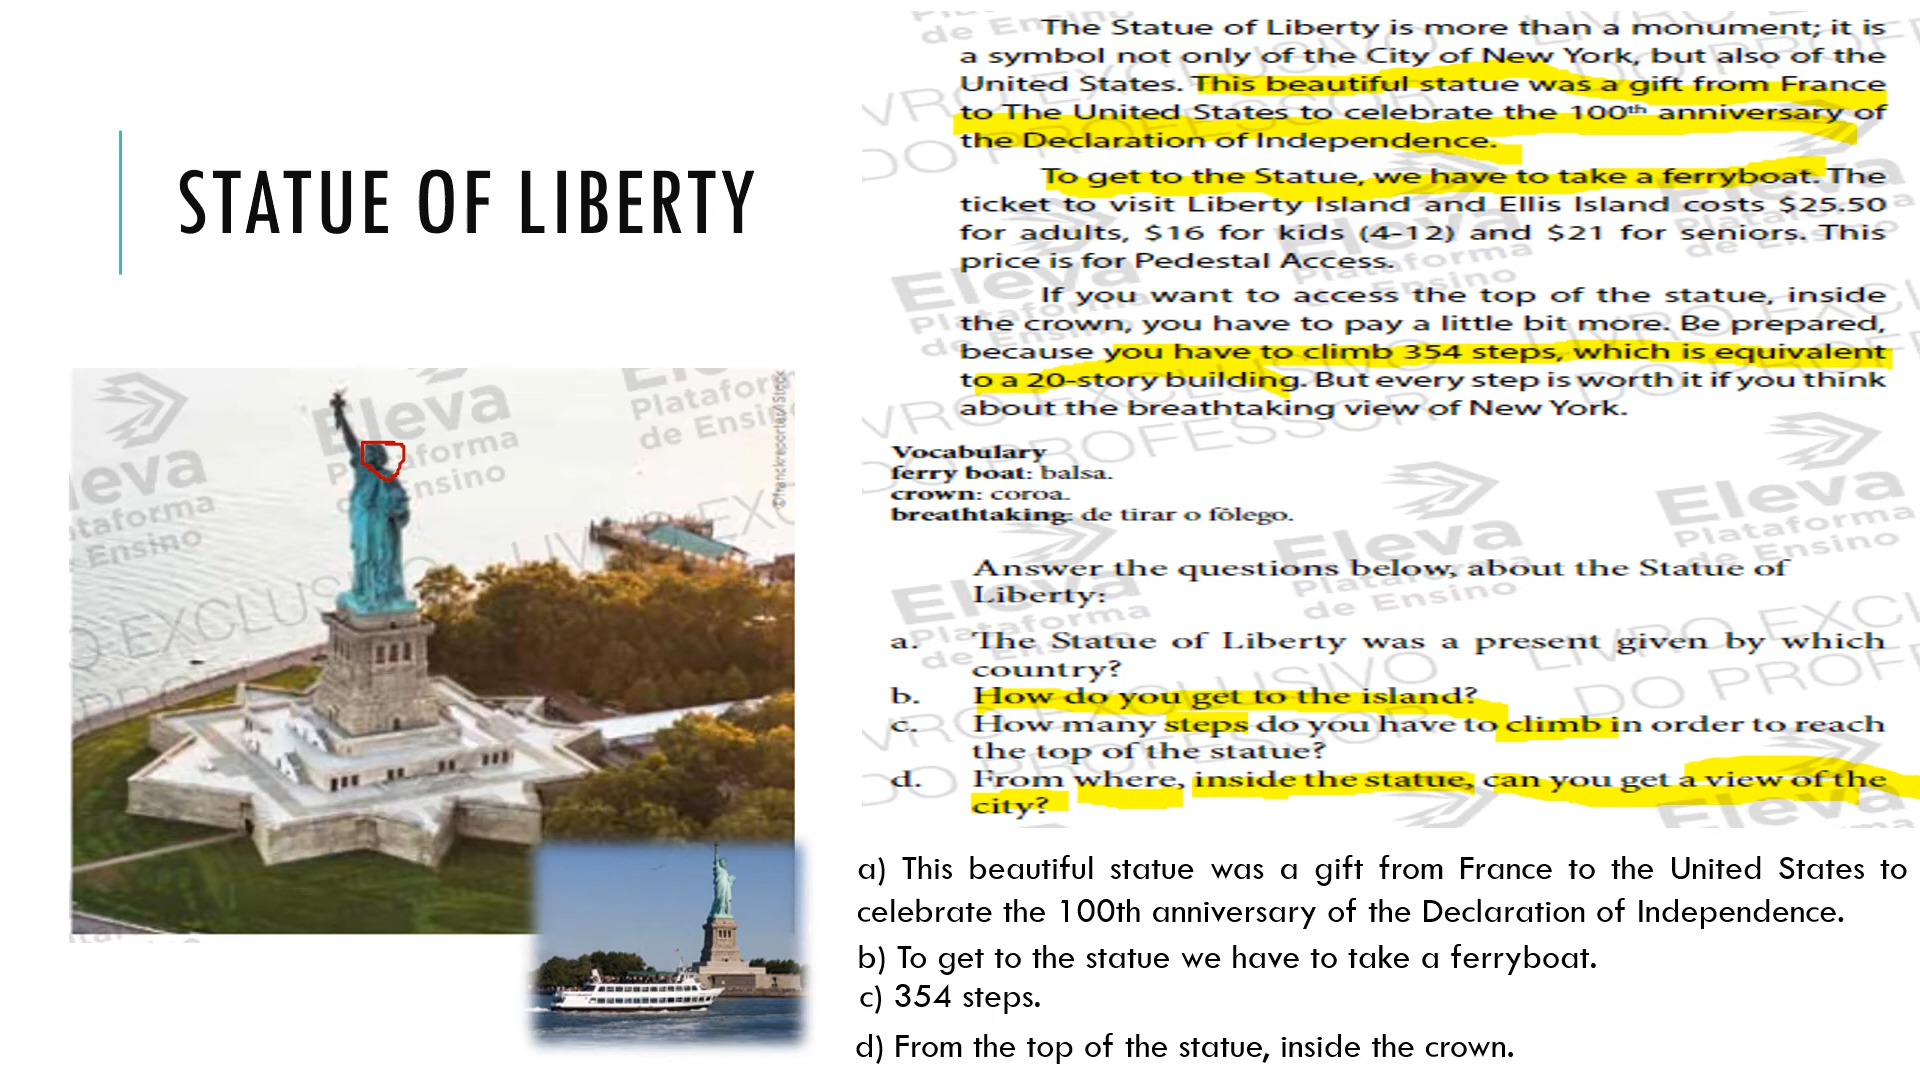 STATUE OF LIBERTY
The Statue of Liberty is more than a monument; it is
a symbol not only of the City of New York, but also of the
United States. This beautiful statue was a gift from France
to The United States to celebrate the 100th anniversary of
the Declaration of Independence.
To get to the Statue, we have to take a ferryboat. The
ticket to visit Liberty Island and Ellis Island costs $25.50
for adults, $16 for kids (4-12) and $21 for seniors. This
price is for Pedestal Access.
If you want to access the top of the statue, inside
the crown, you have to pay a little bit more. Be prepared,
because you have to climb 354 steps, which is equivalent
to a 20-story building. But every step is worth it if you think
about the breathtaking view of New York.
Vocabulary
ferry boat: balsa.
crown: coroa.
breathtaking: de tirar o fôlego.
Answer the questions below, about the Statue of
Liberty:
a. The Statue of Liberty was a present given by which
country?
b. How do you get to the island?
c. How many steps do you have to climb in order to reach
the top of the statue?
d. From where, inside the statue, can you get a view of the
city?
a) This beautiful statue was a gift from France to the United States to
celebrate the 100th anniversary of the Declaration of Independence.
b) To get to the statue we have to take a ferryboat.
c) 354 steps.
d) From the top of the statue, inside the crown.
Eleva
Plataforma
de Ensino
LIVRO EXCLUSIVO
DO PROFESSOR